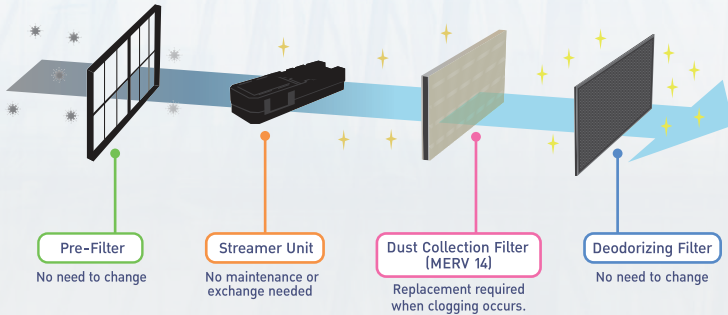 Pre-Filter
No need to change
Streamer Unit
No maintenance or
exchange needed
Dust Collection Filter
(MERV 14)
Replacement required
when clogging occurs.
Deodorizing Filter
No need to change